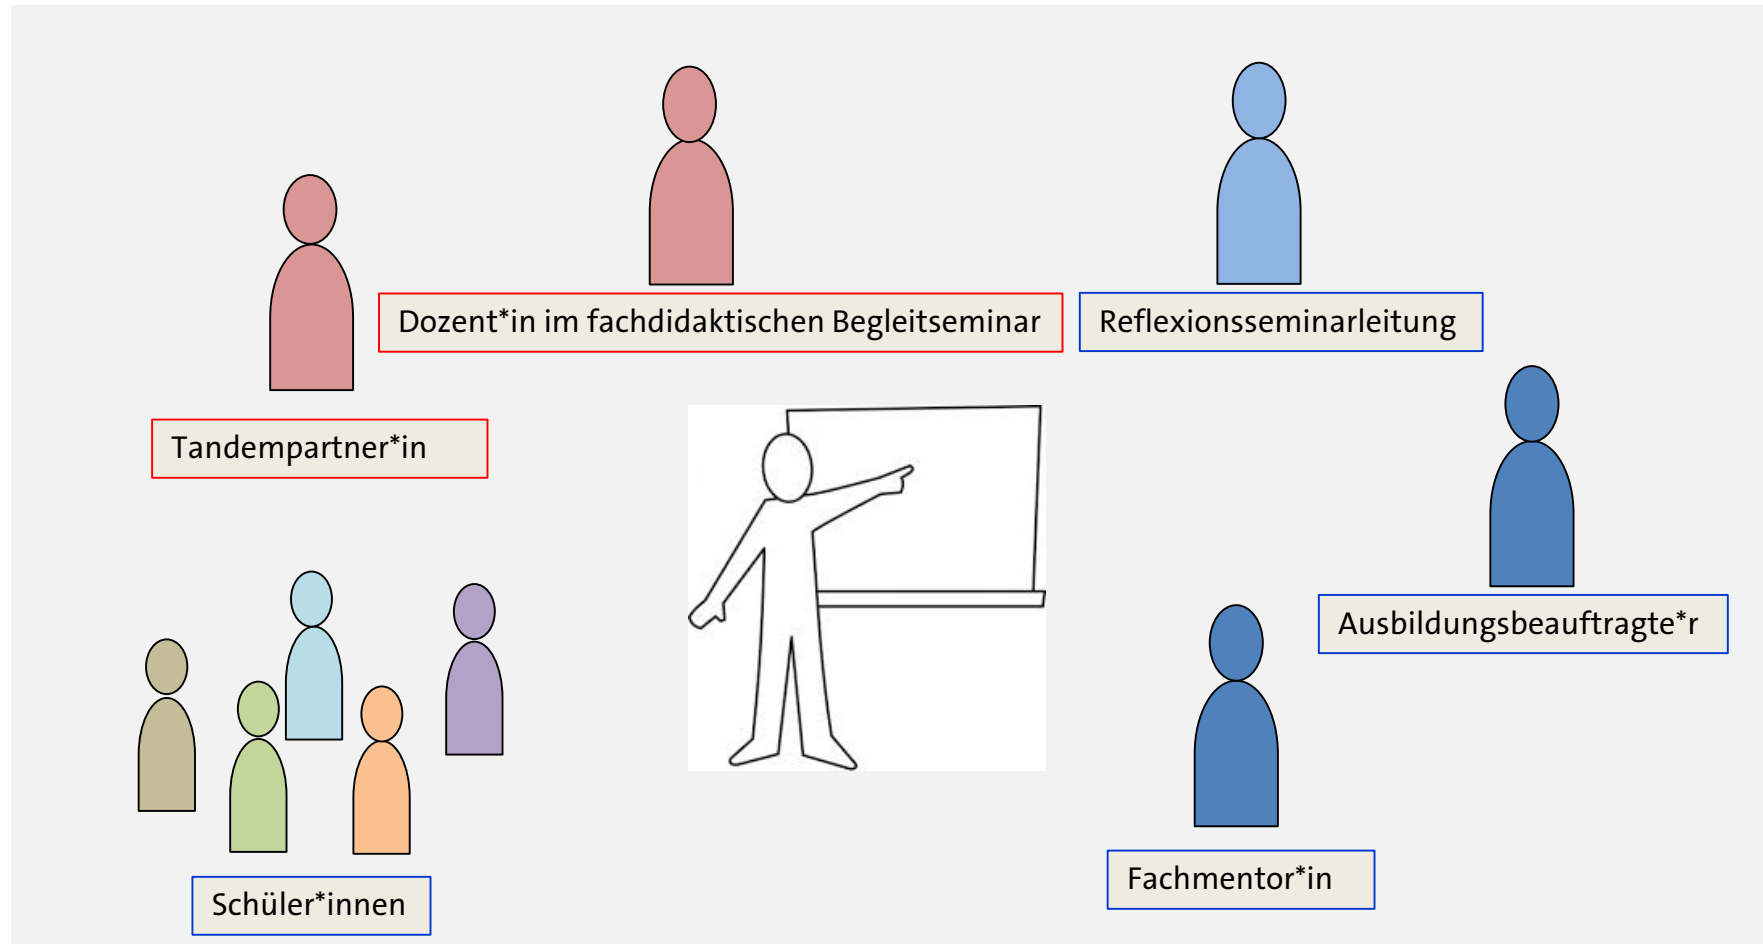 Dozent*in im fachdidaktischen Begleitseminar
Reflexionsseminarleitung
Tandempartner*in
Ausbildungsbeauftragte*r
Fachmentor*in
Schüler*innen